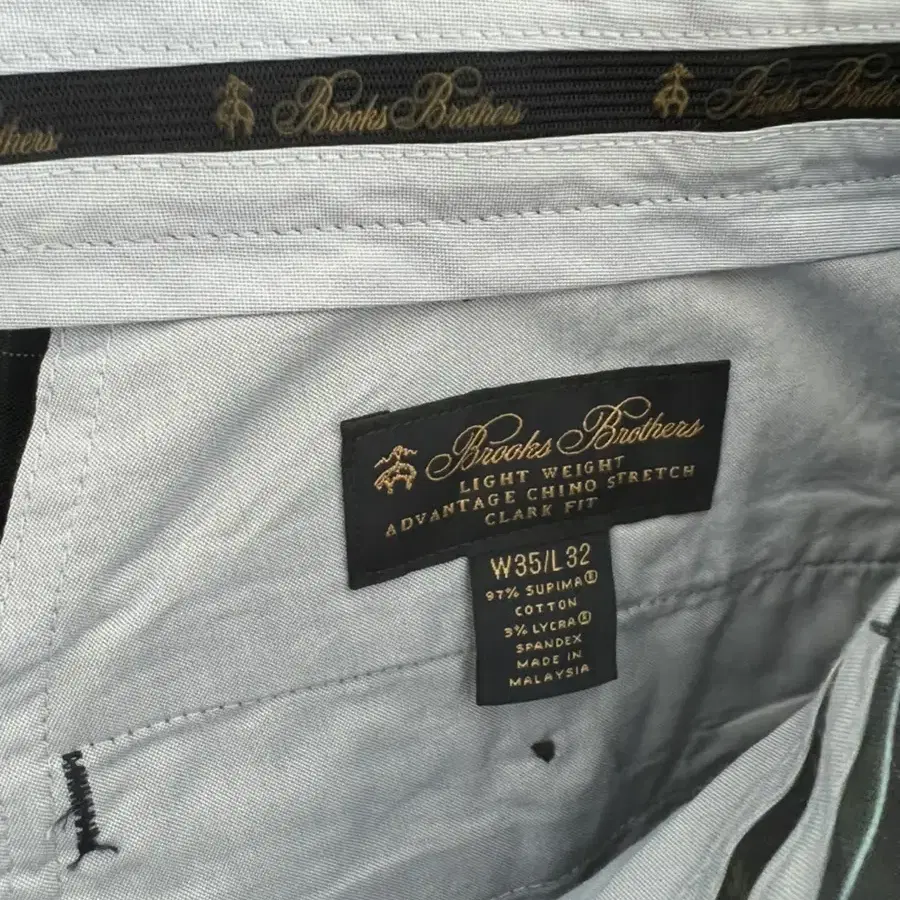 thers
Brooks Brothers
Brooks Brothers
Brooks Brothers
LIGHT WEIGHT
ADVANTAGE CHINO STRETCH
CLARK FIT
W35/L32
97% SUPIMA®
COTTON
3% LYCRA®
SPANDEX
MADE IN
MALAYSIA